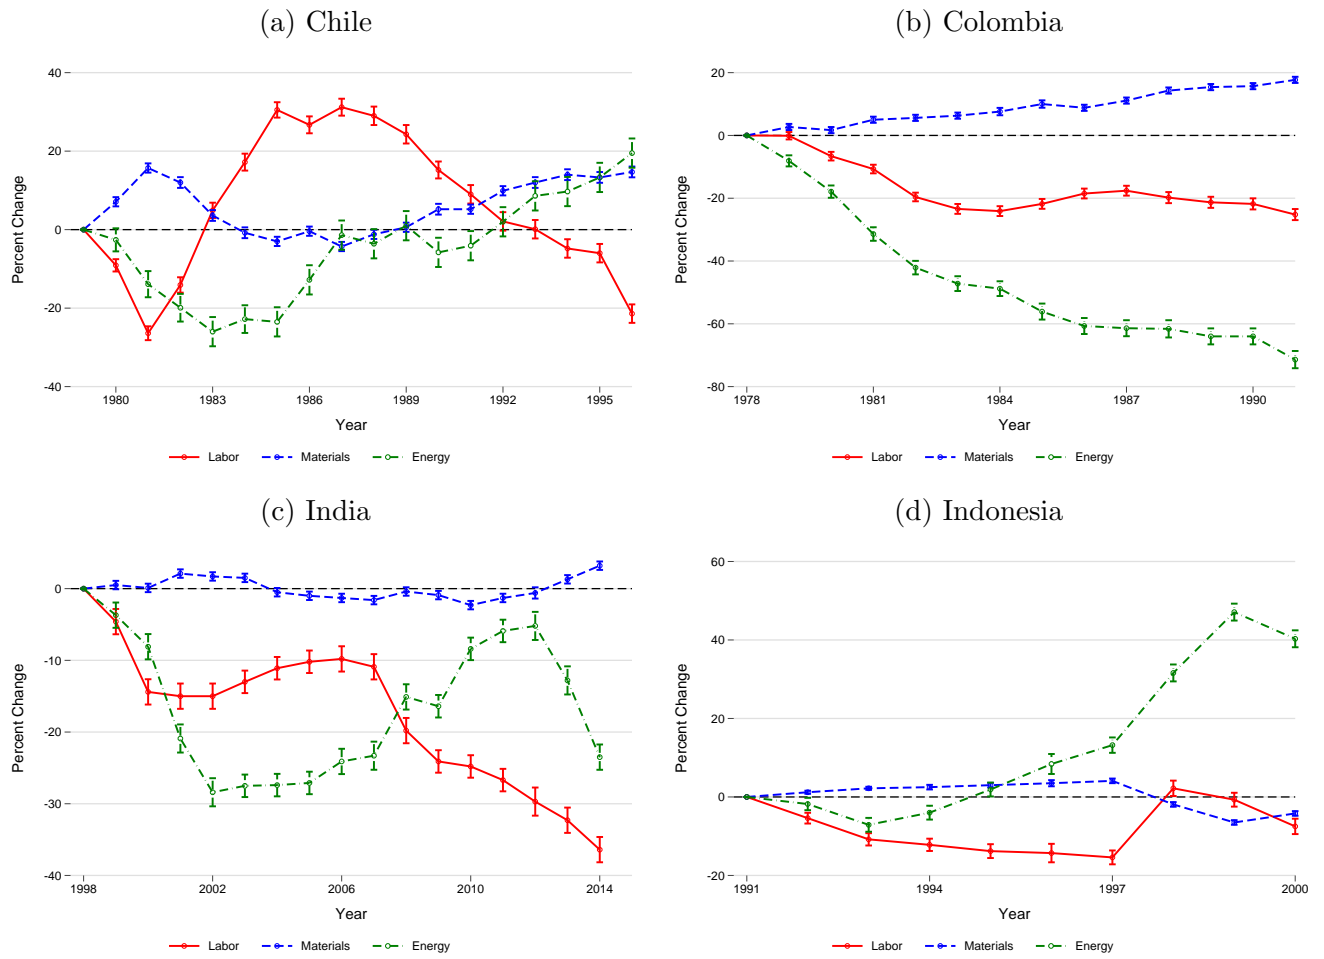 (a) Chile
40
20
0
-20
-40
Percent Change
1980 1983 1986 1989 1992 1995
Year
Labor Materials Energy
(b) Colombia
20
0
-20
-40
-60
-80
Percent Change
1978 1981 1984 1987 1990
Year
Labor Materials Energy
(c) India
0
-10
-20
-30
-40
Percent Change
1998 2002 2006 2010 2014
Year
Labor Materials Energy
(d) Indonesia
60
40
20
0
-20
Percent Change
1991 1994 1997 2000
Year
Labor Materials Energy